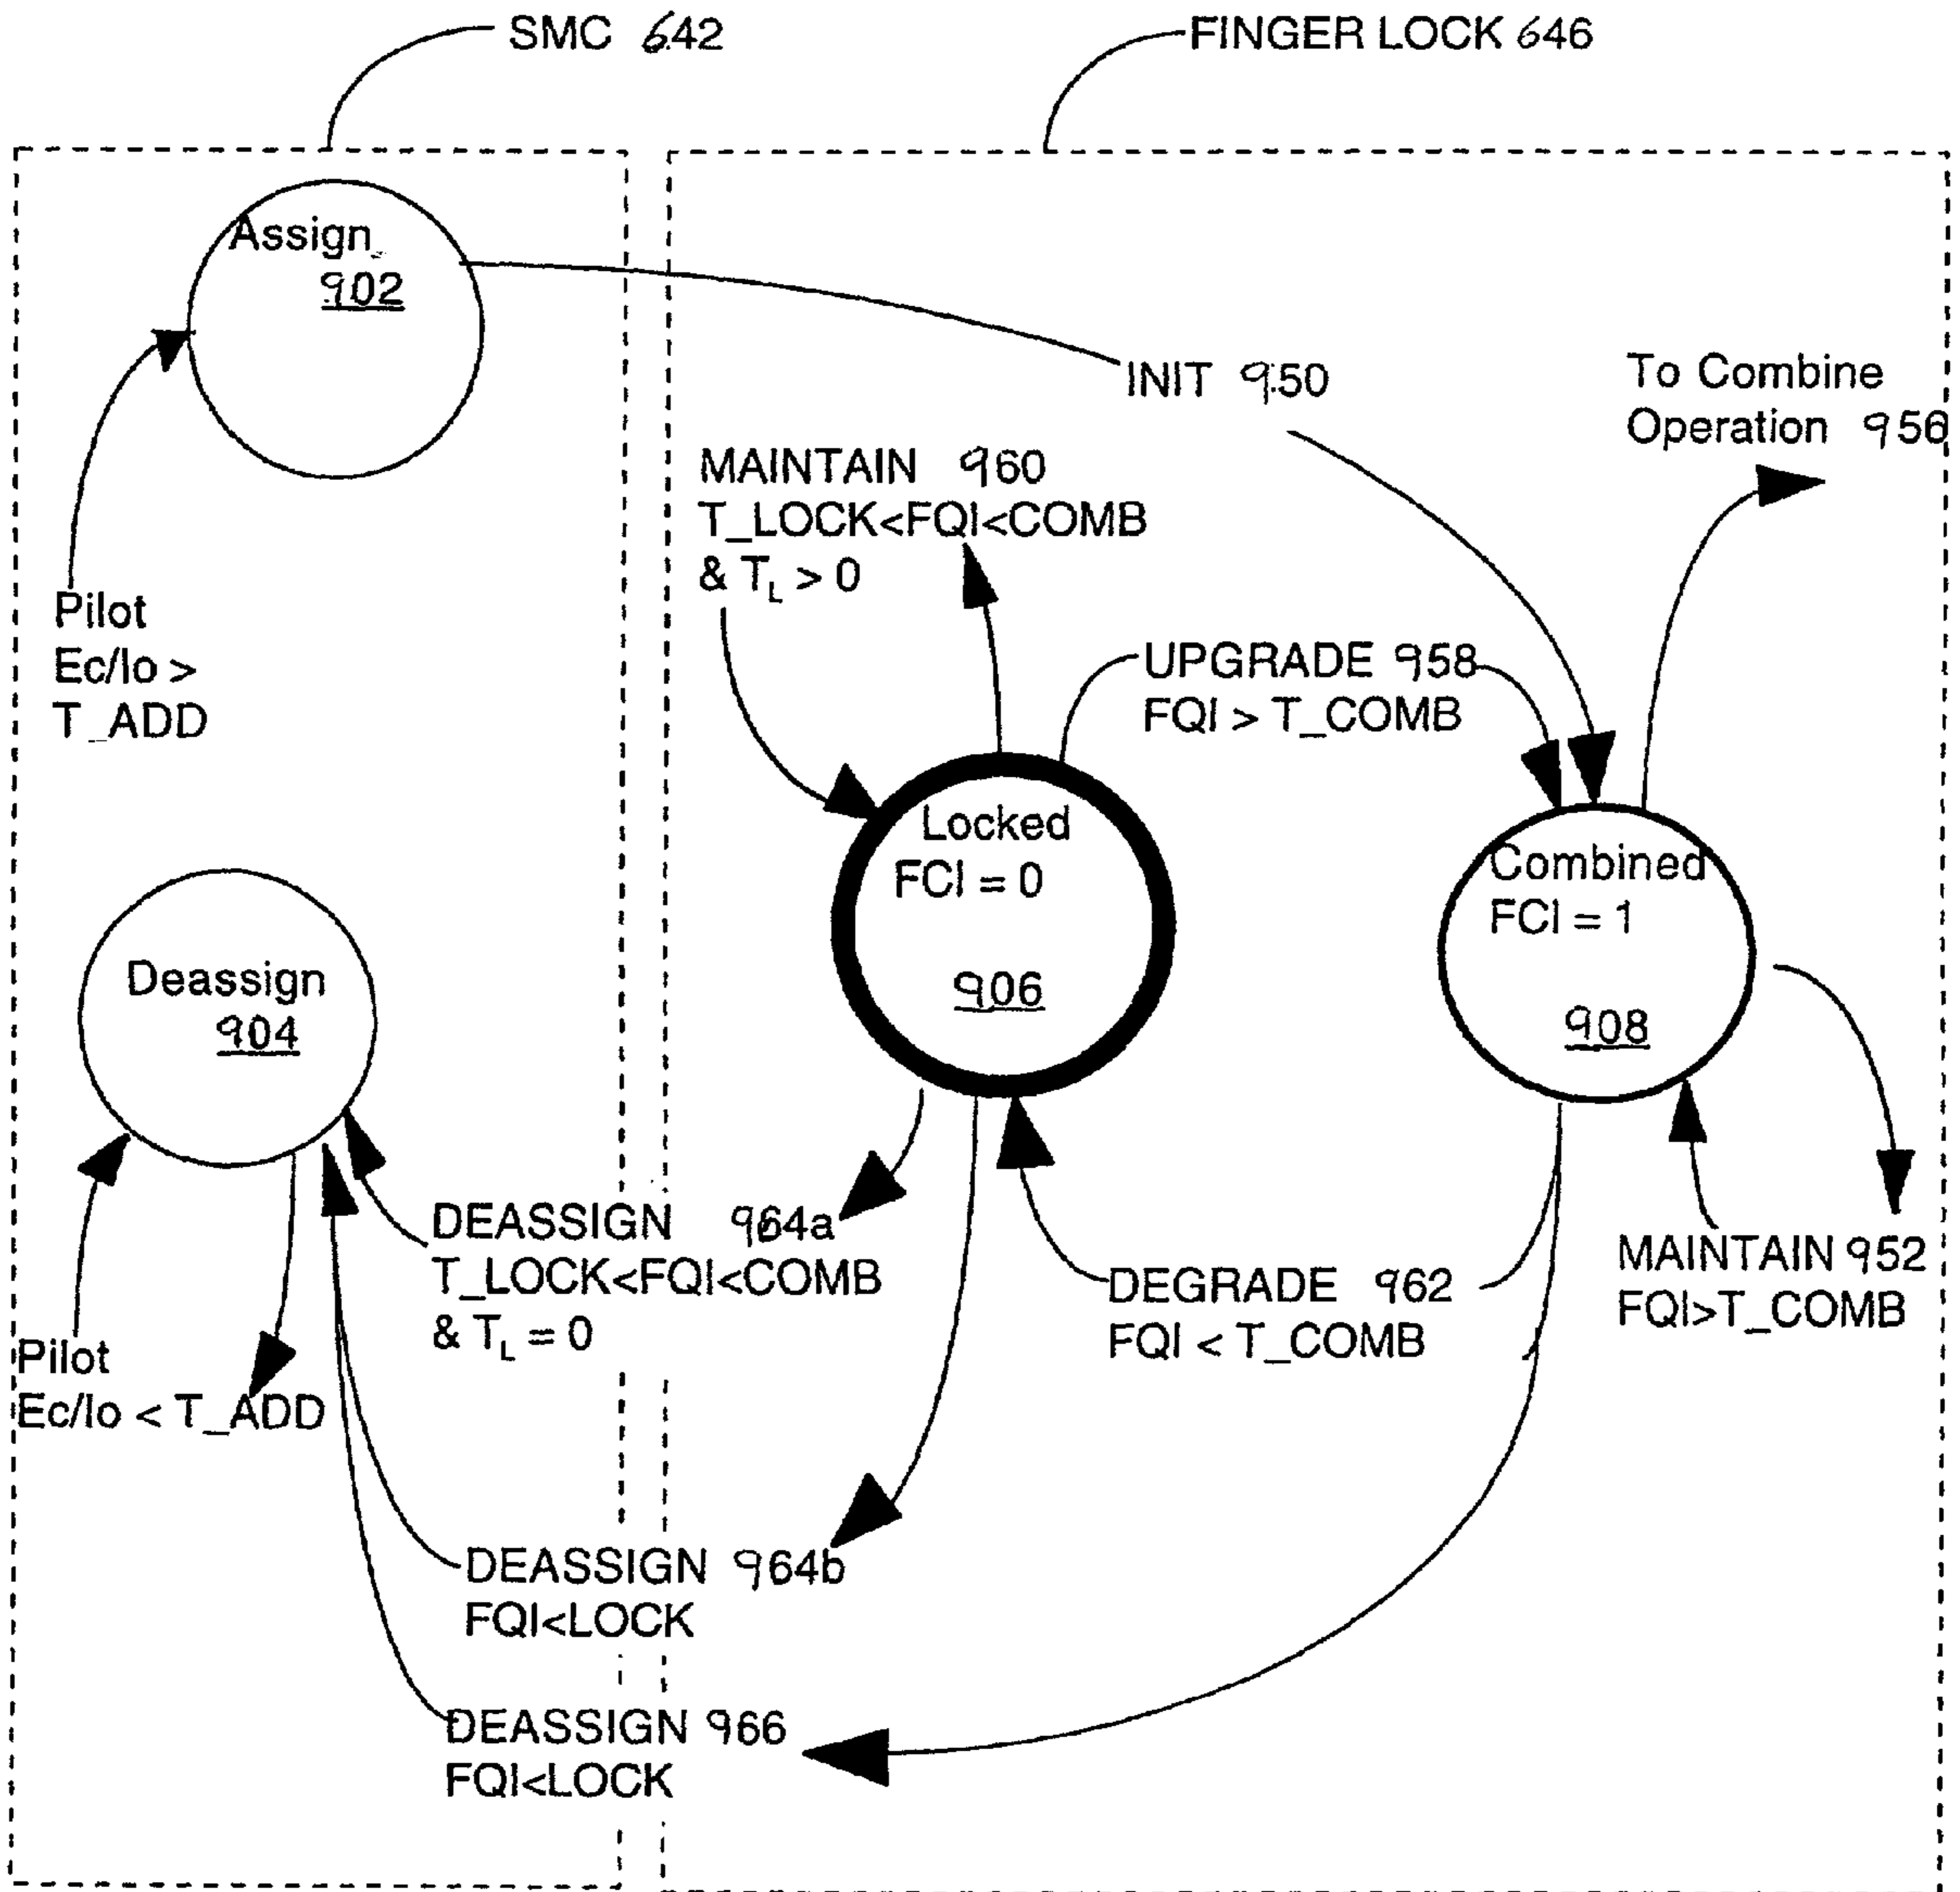 SMC 642
FINGER LOCK 646
Assign
902
INIT 950
To Combine
Operation 956
MAINTAIN 960
T_LOCK<FQI<COMB
& T_L > 0
Pilot
Ec/Io >
T_ADD
UPGRADE 958
FQI > T_COMB
Locked
FCI = 0
906
Combined
FCI = 1
908
Deassign
904
DEASSIGN 964a
T_LOCK<FQI<COMB
& T_L = 0
DEGRADE 962
FQI < T_COMB
MAINTAIN 952
FQI>T_COMB
Pilot
Ec/Io < T_ADD
DEASSIGN 964b
FQI<LOCK
DEASSIGN 966
FQI<LOCK